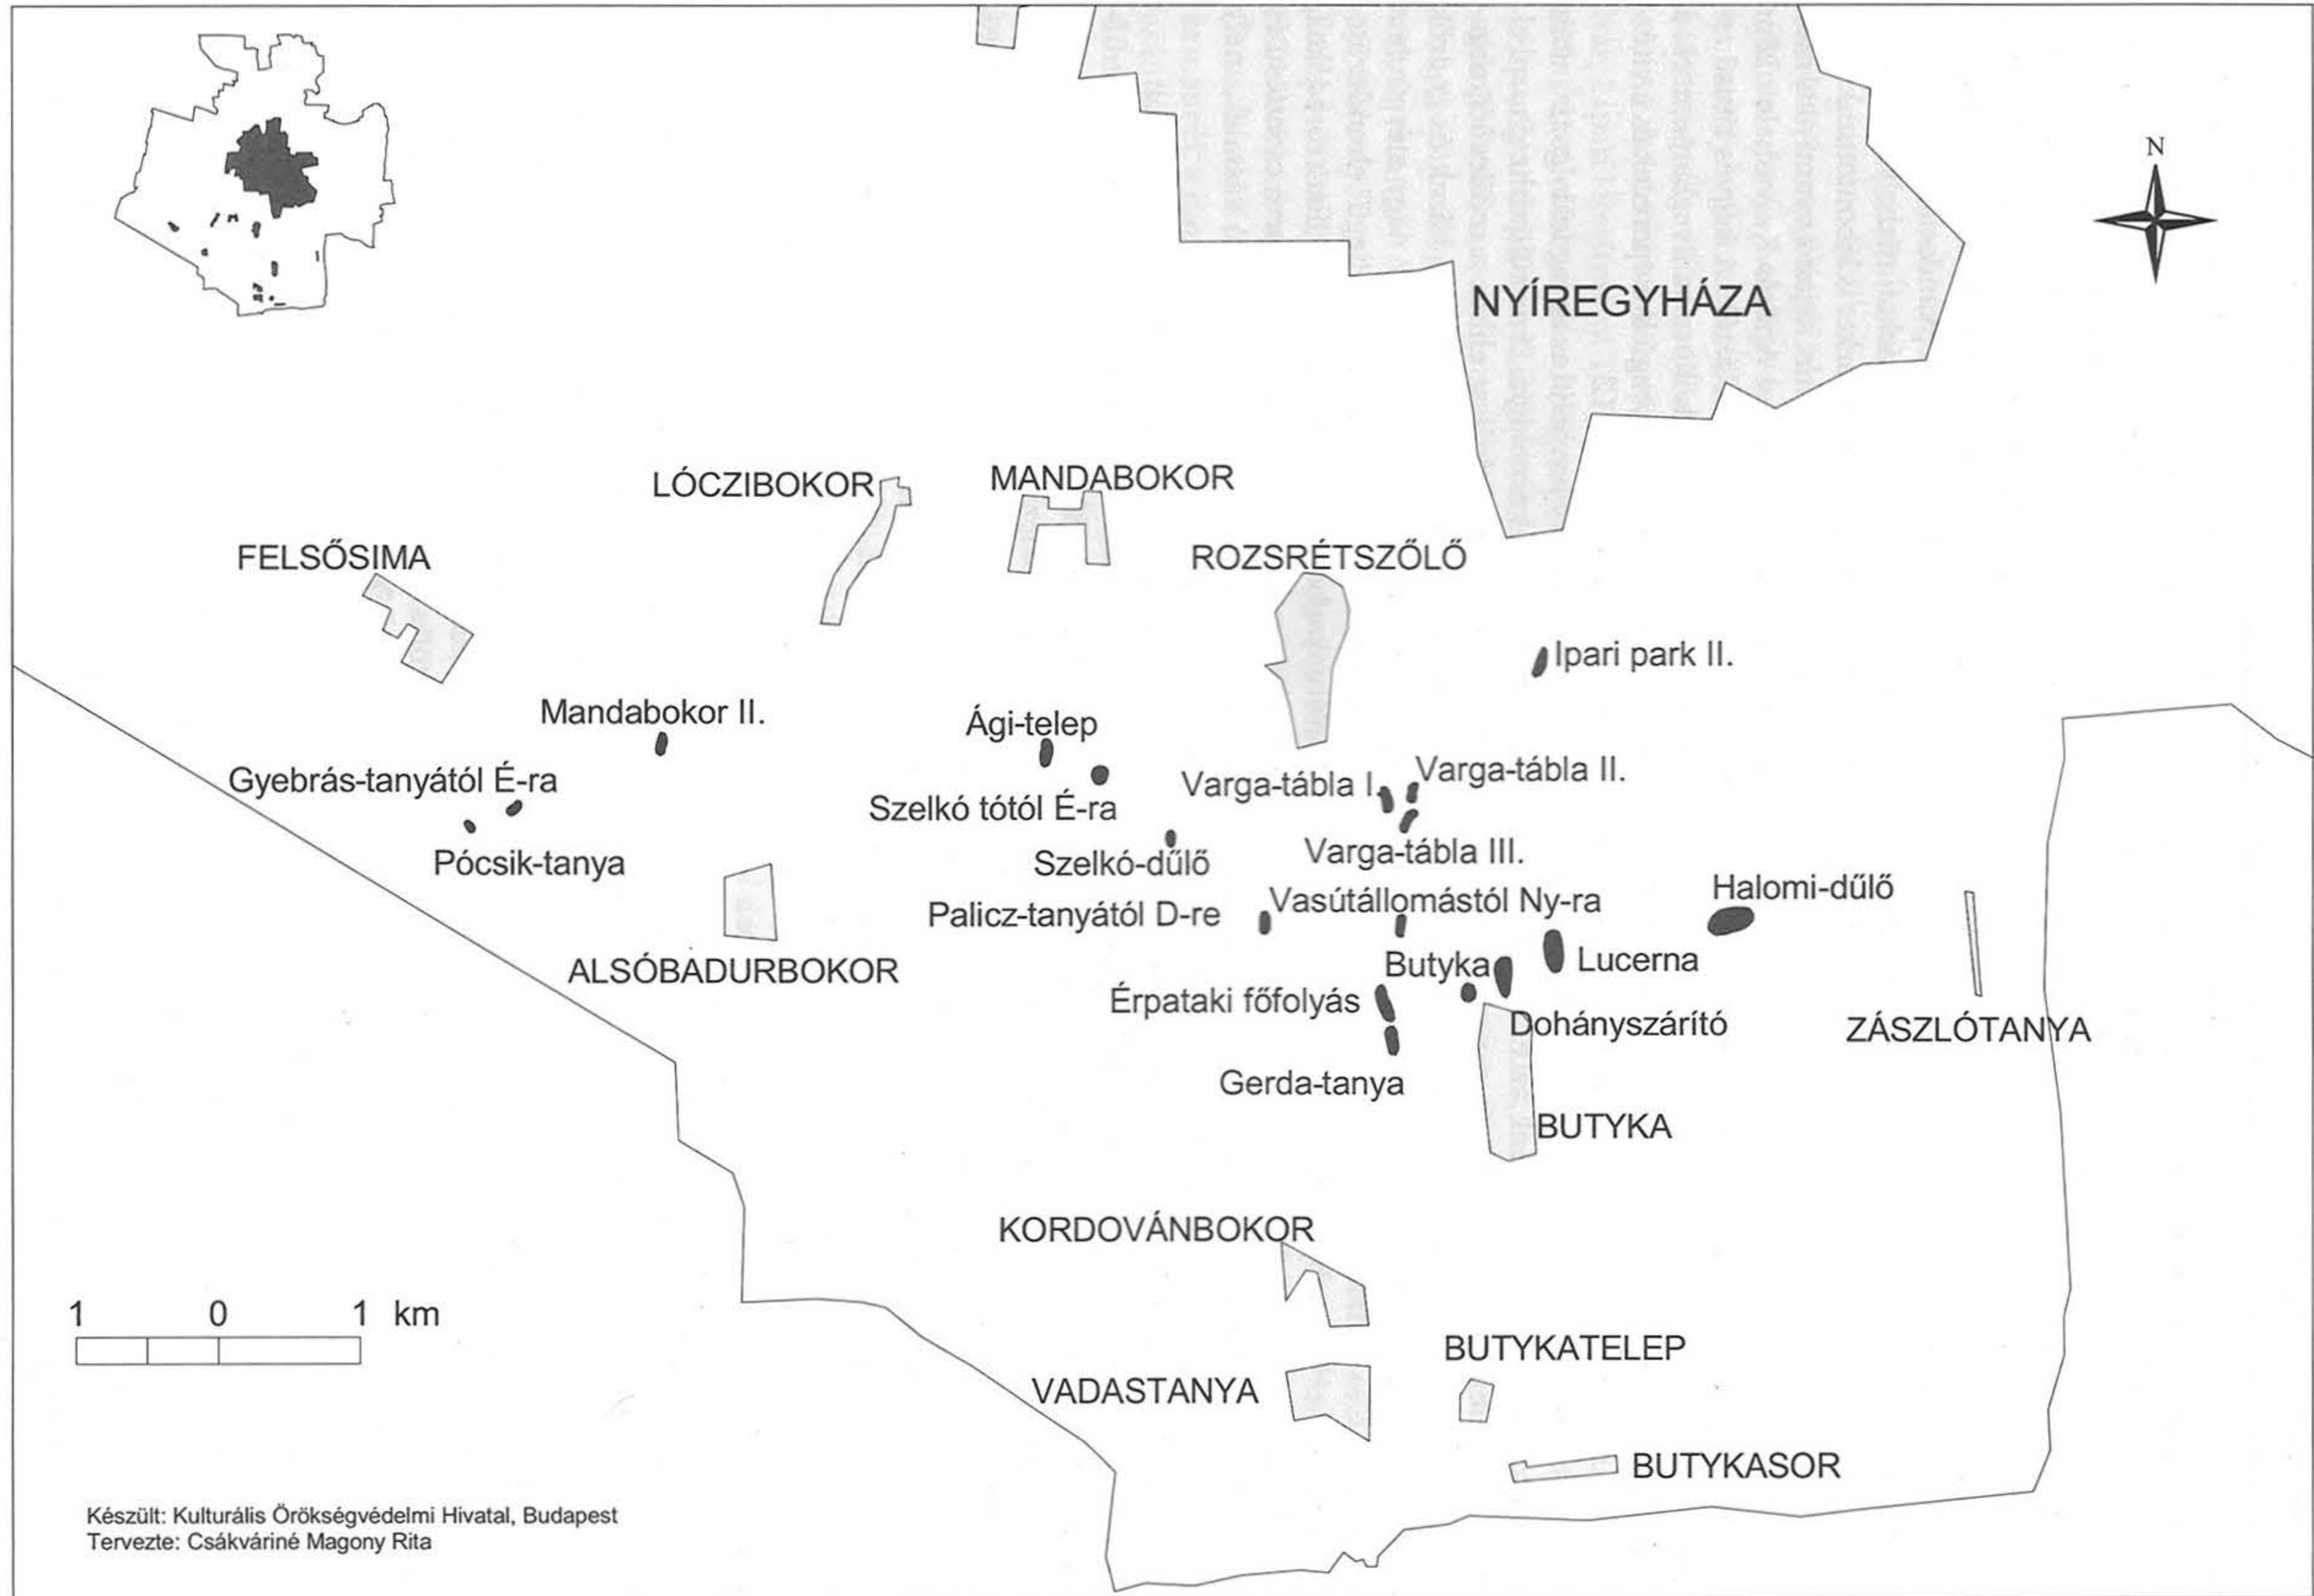 N
NYÍREGYHÁZA
LÓCZIBOKOR
MANDABOKOR
FELSŐSIMA
ROZSRÉTSZŐLŐ
Ipari park II.
Mandabokor II.
Ági-telep
Gyebrás-tanyától É-ra
Szelkó tótól É-ra
Varga-tábla I.
Varga-tábla II.
Pócsik-tanya
Szelkó-dűlő
Varga-tábla III.
Palicz-tanyától D-re
Vasútállomástól Ny-ra
Halomi-dűlő
ALSÓBADURBOKOR
Butyka
Lucerna
Érpataki főfolyás
Dohányszárító
ZÁSZLÓTANYA
Gerda-tanya
BUTYKA
KORDOVÁNBOKOR
1 0 1 km
BUTYKATELEP
VADASTANYA
BUTYKASOR
Készült: Kulturális Örökségvédelmi Hivatal, Budapest
Tervezte: Csákváriné Magony Rita